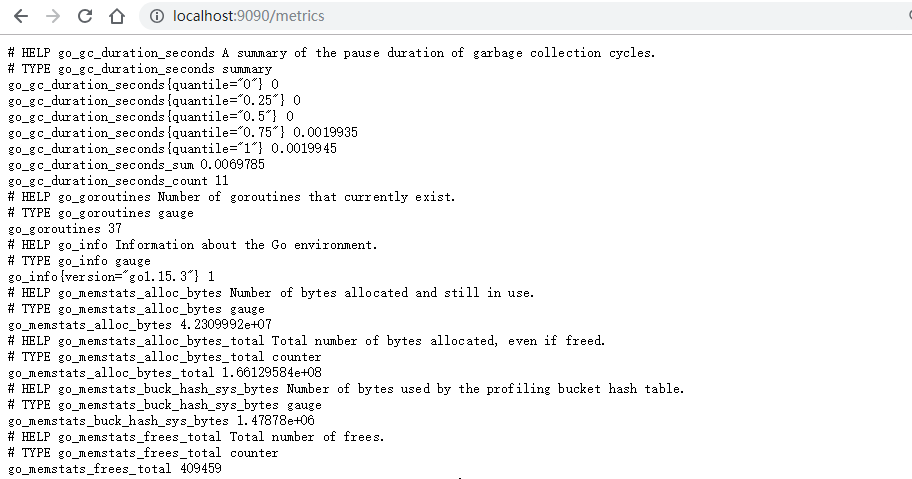 localhost:9090/metrics
# HELP go_gc_duration_seconds A summary of the pause duration of garbage collection cycles.
# TYPE go_gc_duration_seconds summary
go_gc_duration_seconds{quantile="0"} 0
go_gc_duration_seconds{quantile="0.25"} 0
go_gc_duration_seconds{quantile="0.5"} 0
go_gc_duration_seconds{quantile="0.75"} 0.0019935
go_gc_duration_seconds{quantile="1"} 0.0019945
go_gc_duration_seconds_sum 0.0069785
go_gc_duration_seconds_count 11
# HELP go_goroutines Number of goroutines that currently exist.
# TYPE go_goroutines gauge
go_goroutines 37
# HELP go_info Information about the Go environment.
# TYPE go_info gauge
go_info{version="go1.15.3"} 1
# HELP go_memstats_alloc_bytes Number of bytes allocated and still in use.
# TYPE go_memstats_alloc_bytes gauge
go_memstats_alloc_bytes 4.2309992e+07
# HELP go_memstats_alloc_bytes_total Total number of bytes allocated, even if freed.
# TYPE go_memstats_alloc_bytes_total counter
go_memstats_alloc_bytes_total 1.66129584e+08
# HELP go_memstats_buck_hash_sys_bytes Number of bytes used by the profiling bucket hash table.
# TYPE go_memstats_buck_hash_sys_bytes gauge
go_memstats_buck_hash_sys_bytes 1.47878e+06
# HELP go_memstats_frees_total Total number of frees.
# TYPE go_memstats_frees_total counter
go_memstats_frees_total 409459